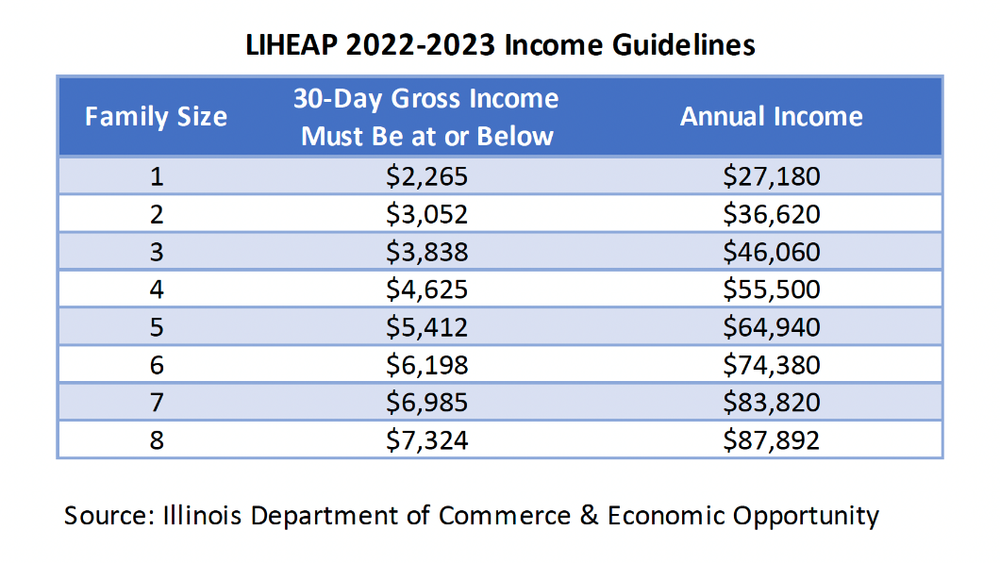 LIHEAP 2022-2023 Income Guidelines
Family Size 30-Day Gross Income Must Be at or Below Annual Income
1 $2,265 $27,180
2 $3,052 $36,620
3 $3,838 $46,060
4 $4,625 $55,500
5 $5,412 $64,940
6 $6,198 $74,380
7 $6,985 $83,820
8 $7,324 $87,892
Source: Illinois Department of Commerce & Economic Opportunity